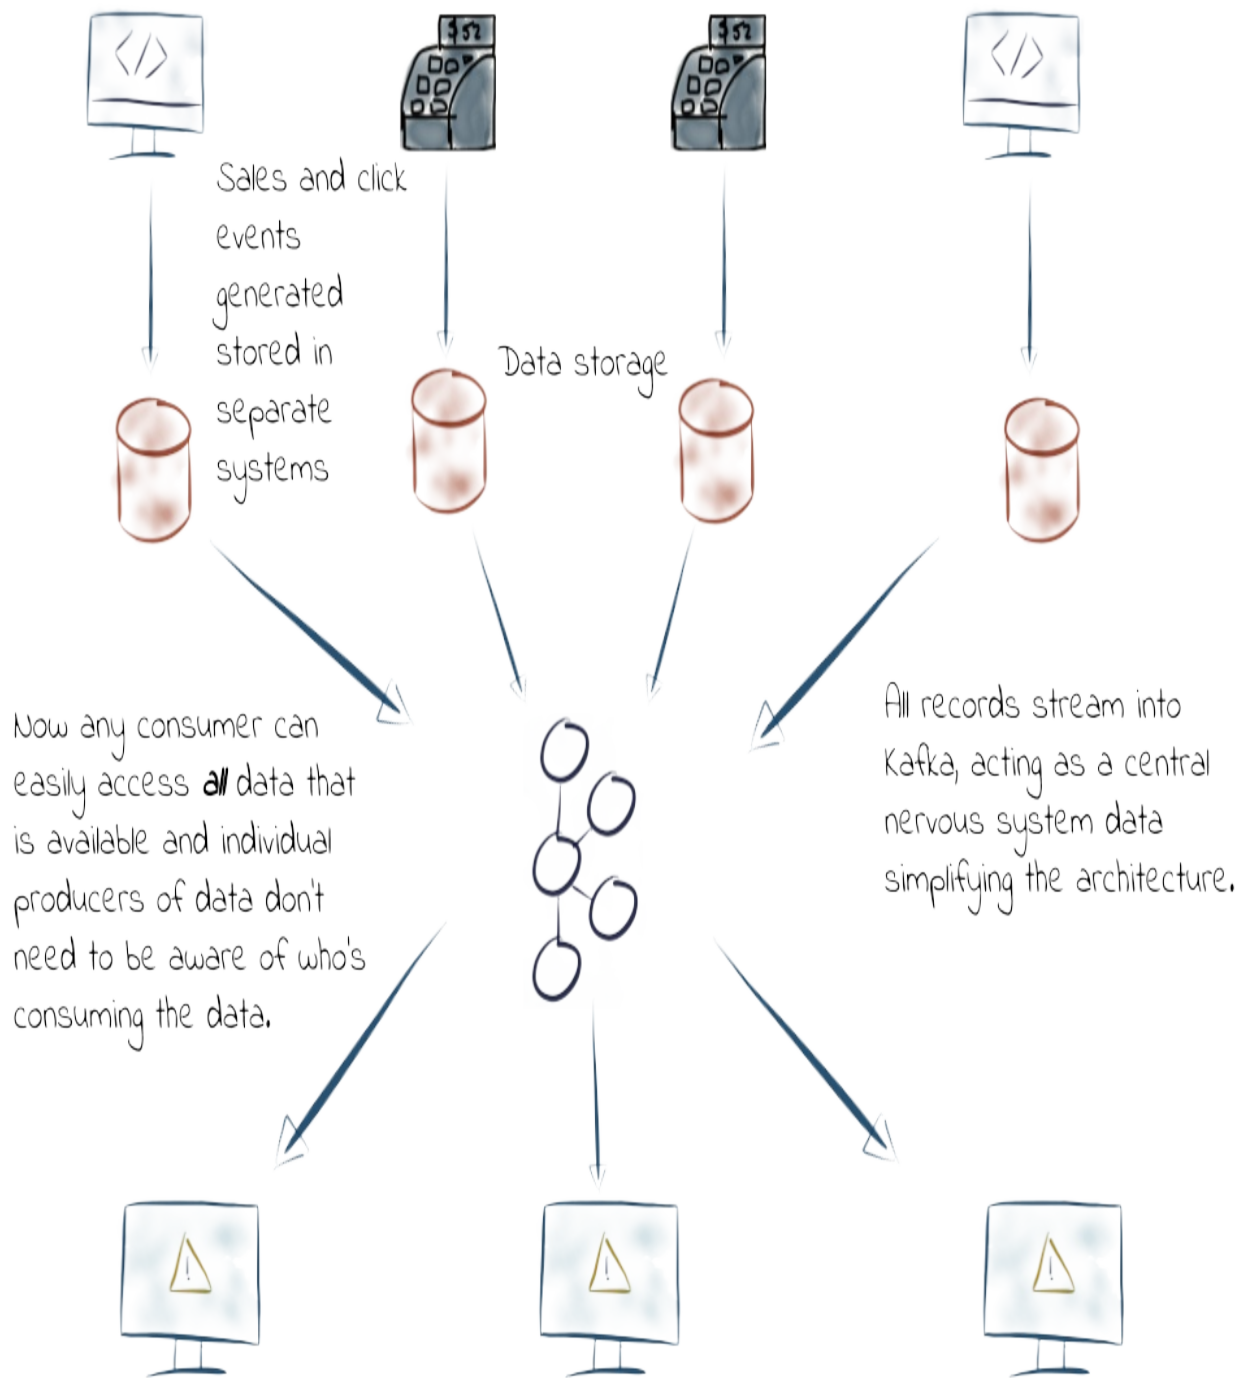 </>
$ 52
$ 52
</>
Sales and click
events
generated
stored in
separate
systems
Data storage
Now any consumer can
easily access all data that
is available and individual
producers of data don't
need to be aware of who's
consuming the data.
All records stream into
Kafka, acting as a central
nervous system data
simplifying the architecture.
!
!
!